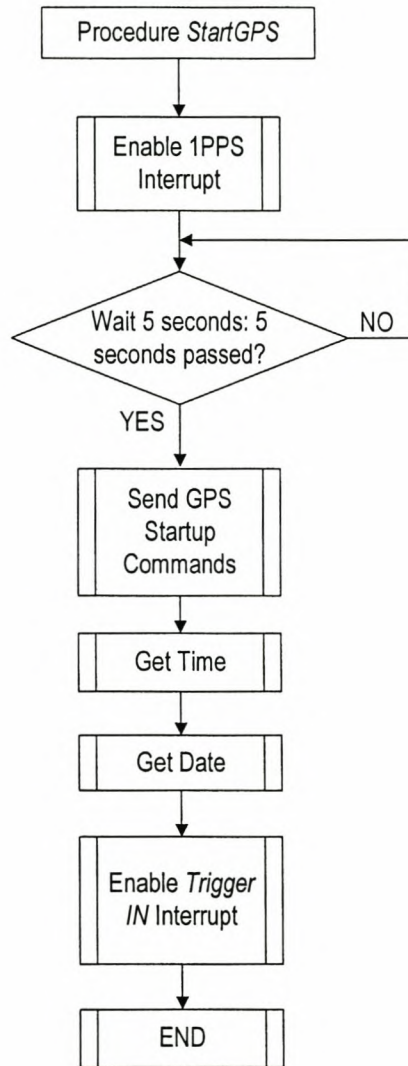 Procedure StartGPS
Enable 1PPS
Interrupt
Wait 5 seconds: 5
seconds passed?
NO
YES
Send GPS
Startup
Commands
Get Time
Get Date
Enable Trigger
IN Interrupt
END